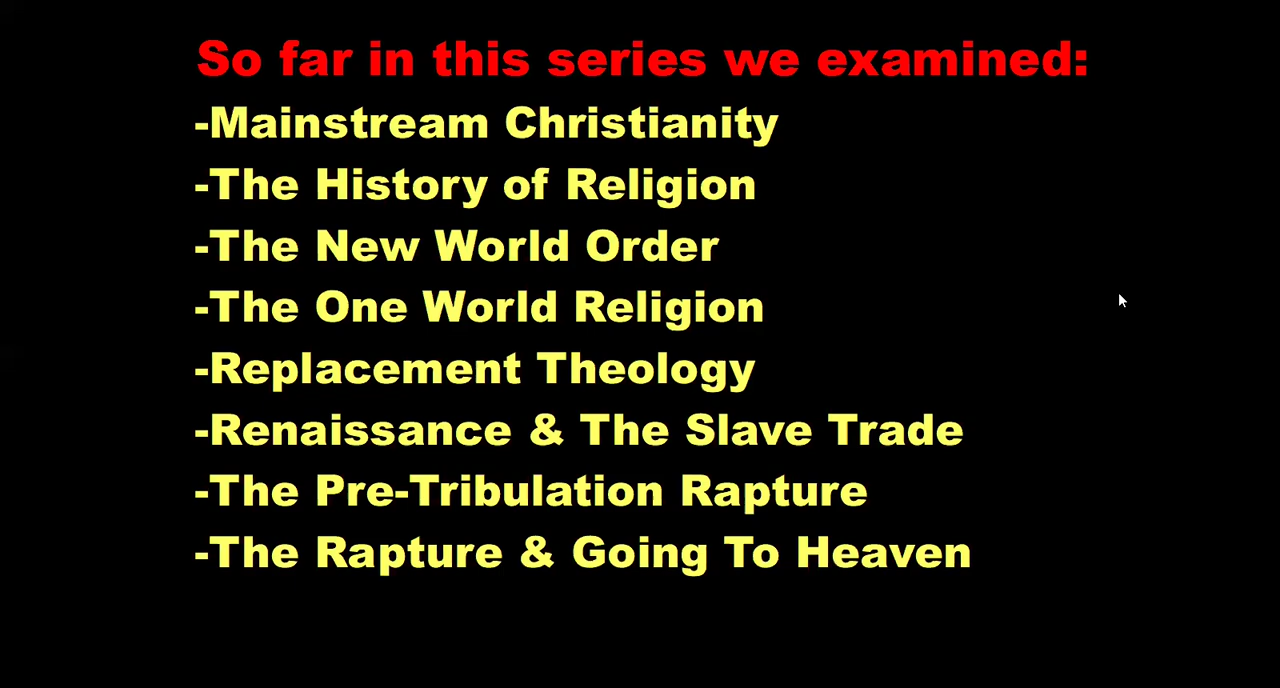 So far in this series we examined:
-Mainstream Christianity
-The History of Religion
-The New World Order
-The One World Religion
-Replacement Theology
-Renaissance & The Slave Trade
-The Pre-Tribulation Rapture
-The Rapture & Going To Heaven